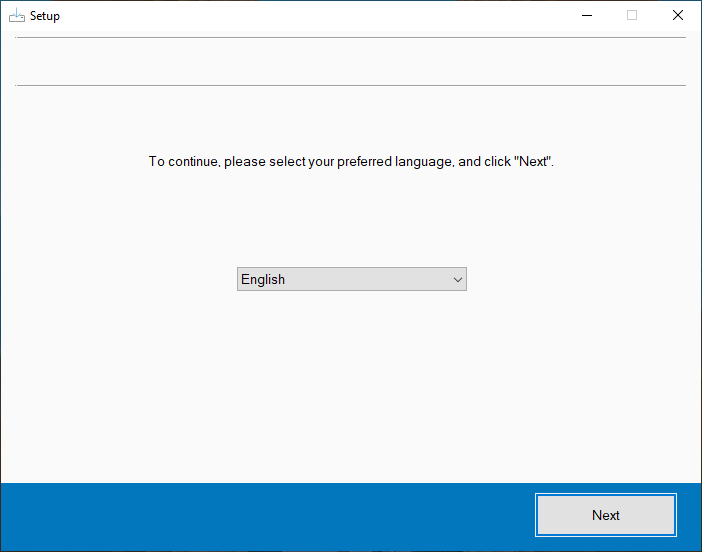 Setup
To continue, please select your preferred language, and click "Next".
English
Next